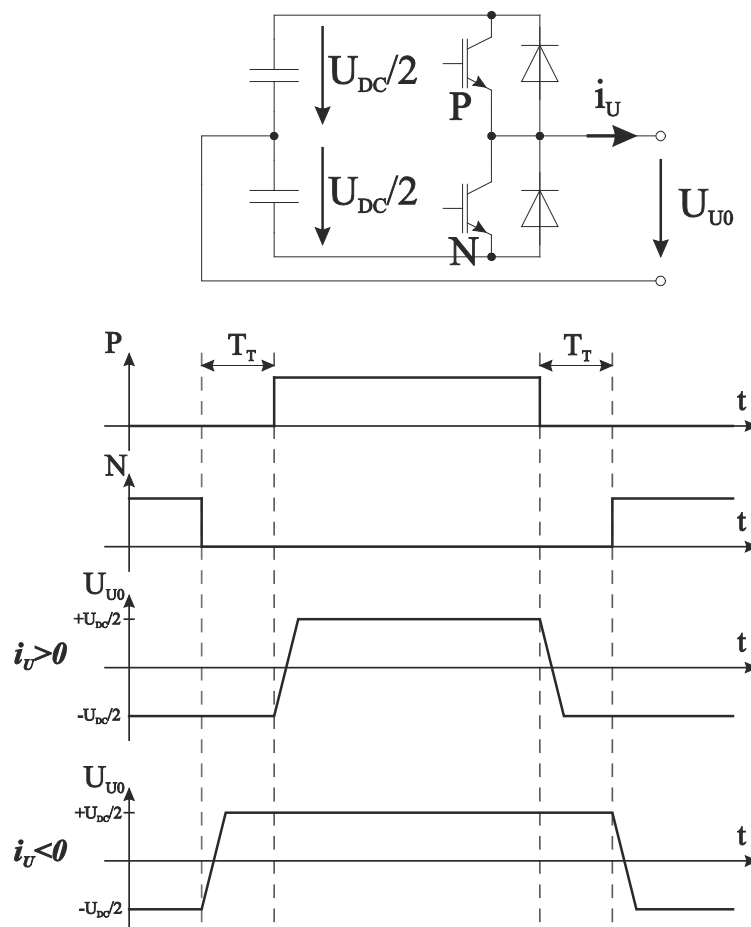 U_DC/2
P
i_U
U_DC/2
N
U_U0
P
T_T
T_T
t
N
t
U_U0
+U_DC/2
i_U>0
t
-U_DC/2
U_U0
+U_DC/2
i_U<0
t
-U_DC/2